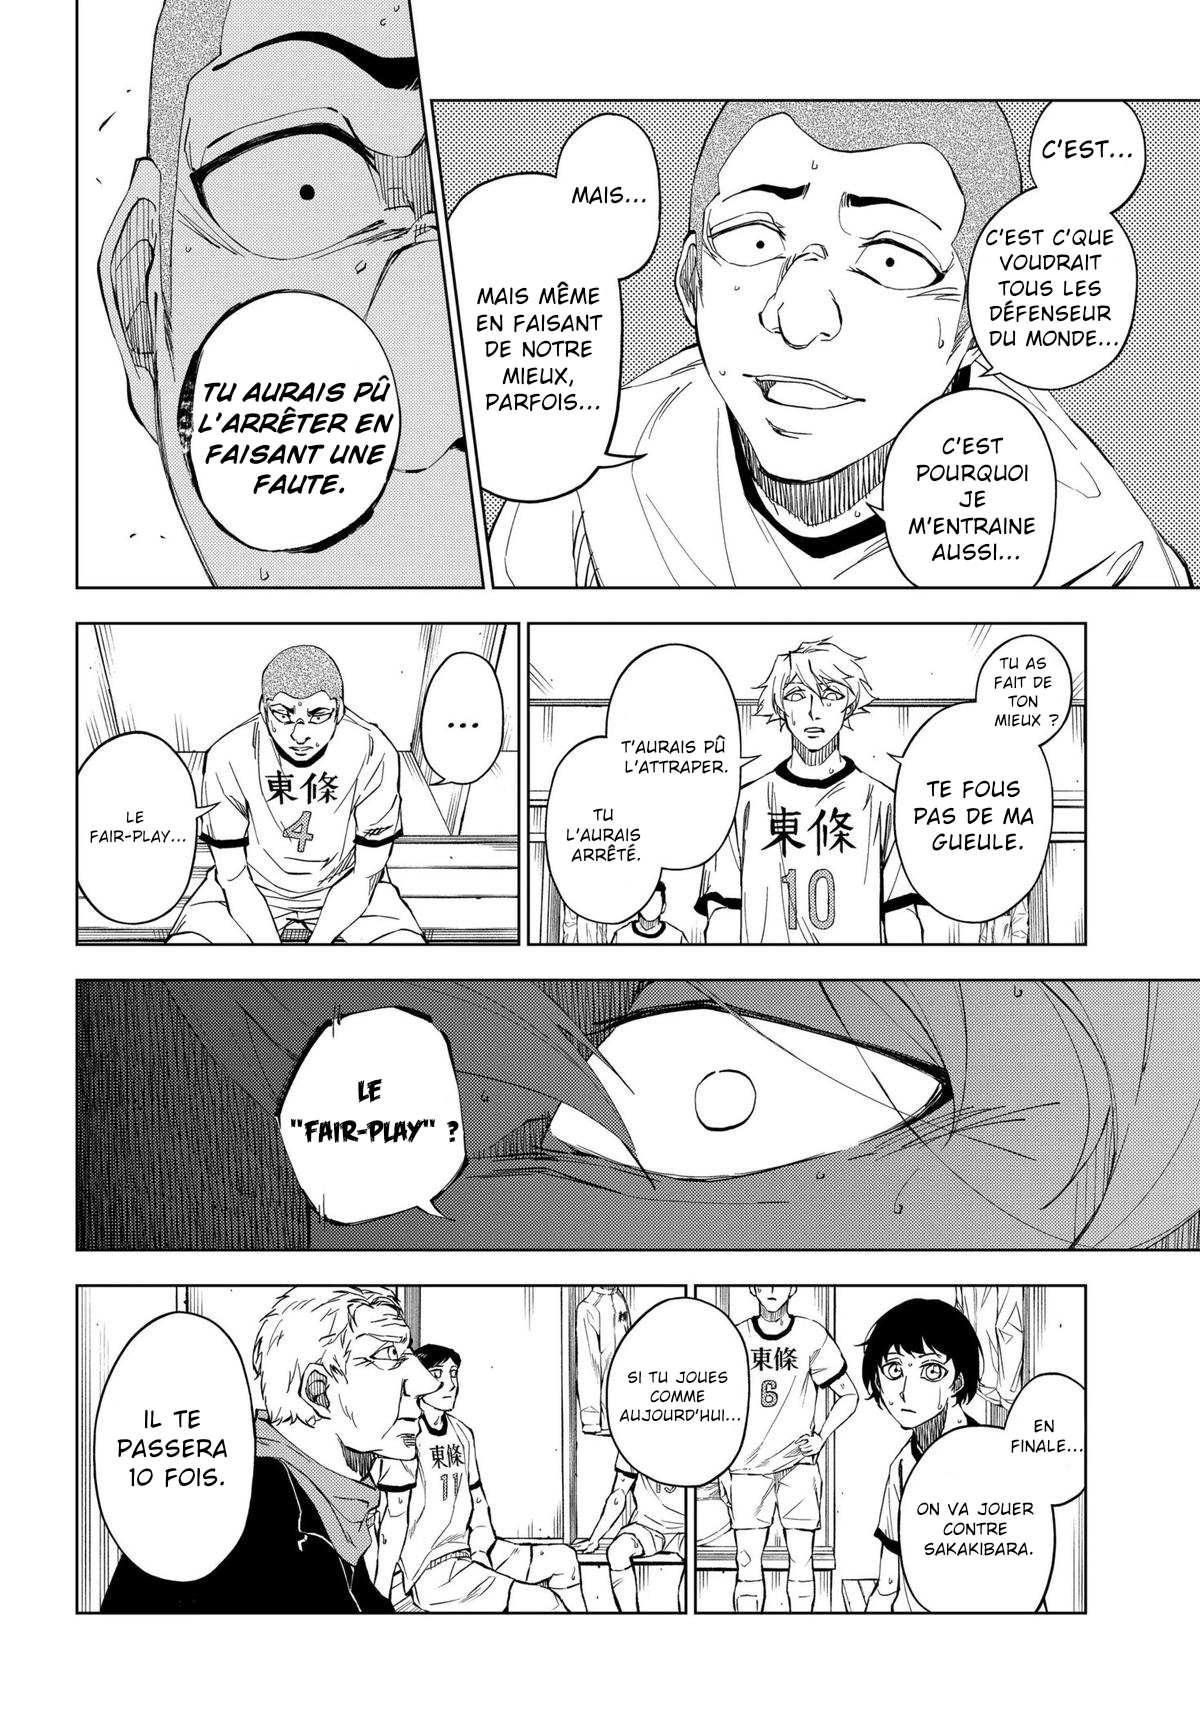 C'EST...
C'EST C'QUE
VOUDRAIT
TOUS LES
DÉFENSEUR
DU MONDE...
C'EST
POURQUOI
JE
M'ENTRAINE
AUSSI...
MAIS...
MAIS MÊME
EN FAISANT
DE NOTRE
MIEUX,
PARFOIS...
TU AURAIS PÛ
L'ARRÊTER EN
FAISANT UNE
FAUTE.
TU AS
FAIT DE
TON
MIEUX ?
TE FOUS
PAS DE MA
GUEULE.
T'AURAIS PÛ
L'ATTRAPER.
TU
L'AURAIS
ARRÊTÉ.
東條
10
...
LE
FAIR-PLAY...
東條
4
LE
"FAIR-PLAY" ?
EN
FINALE...
ON VA JOUER
CONTRE
SAKAKIBARA.
東條
6
SI TU JOUES
COMME
AUJOURD'HUI...
東條
11
IL TE
PASSERA
10 FOIS.